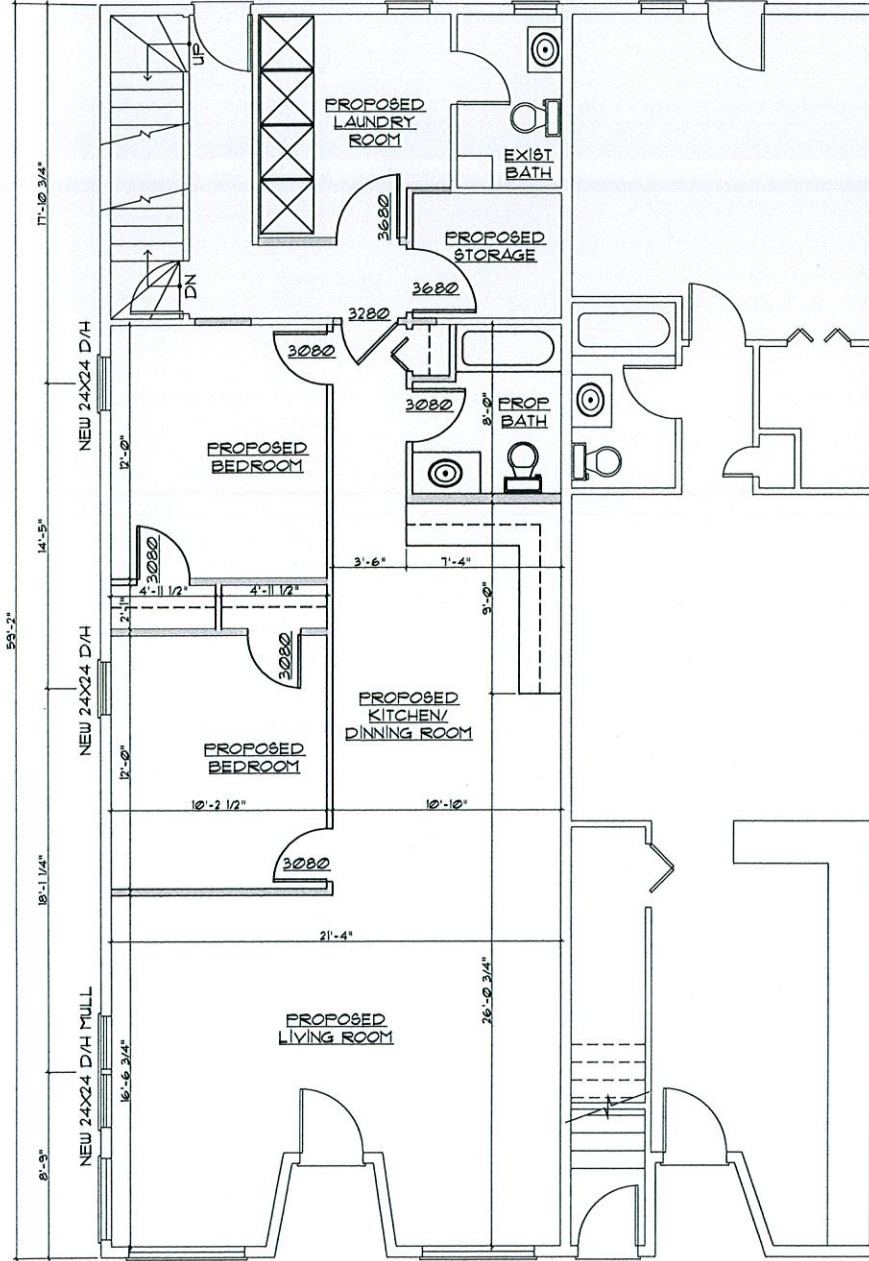 UP
PROPOSED
LAUNDRY
ROOM
EXIST
BATH
17'-10 3/4"
3680
PROPOSED
STORAGE
DN
3680
3280
NEW 24X24 D/H
3080
3080
PROP
BATH
8'-0"
12'-0"
PROPOSED
BEDROOM
14'-5"
3080
3'-6"
7'-4"
4'-11 1/2"
4'-11 1/2"
2'-1"
9'-0"
59'-2"
NEW 24X24 D/H
3080
PROPOSED
KITCHEN/
DINNING ROOM
12'-0"
PROPOSED
BEDROOM
10'-2 1/2"
10'-10"
3080
18'-1 1/4"
21'-4"
26'-0 3/4"
NEW 24X24 D/H MULL
PROPOSED
LIVING ROOM
16'-6 3/4"
8'-9"